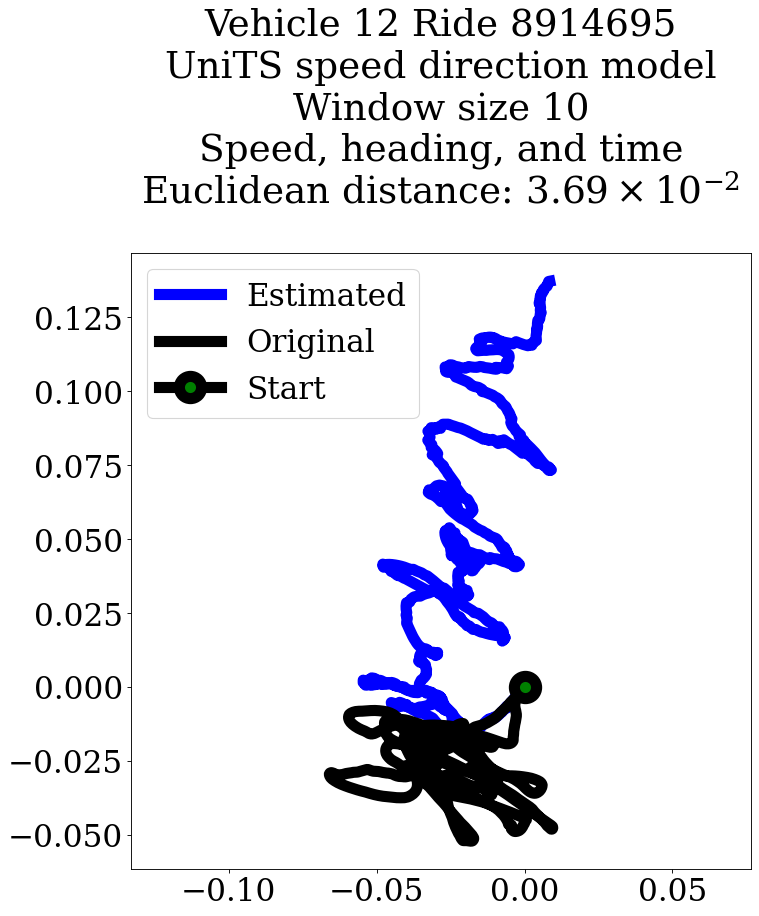 Vehicle 12 Ride 8914695
UniTS speed direction model
Window size 10
Speed, heading, and time
Euclidean distance: 3.69 × 10⁻²
Estimated
Original
Start
0.125
0.100
0.075
0.050
0.025
0.000
−0.025
−0.050
−0.10 −0.05 0.00 0.05